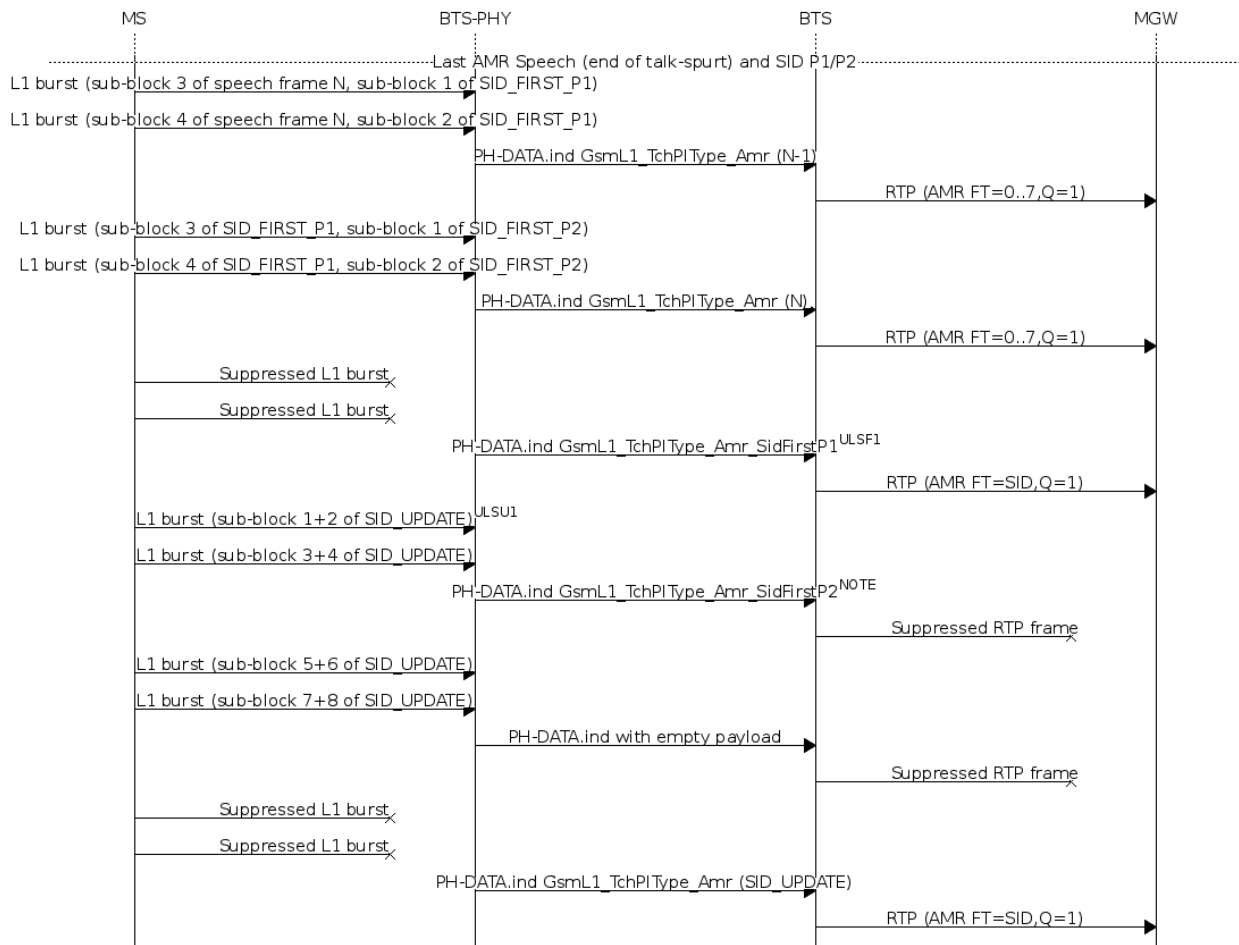 MS BTS-PHY BTS MGW
Last AMR Speech (end of talk-spurt) and SID P1/P2
L1 burst (sub-block 3 of speech frame N, sub-block 1 of SID_FIRST_P1)
L1 burst (sub-block 4 of speech frame N, sub-block 2 of SID_FIRST_P1)
PH-DATA.ind GsmL1_TchPlType_Amr (N-1)
RTP (AMR FT=0..7,Q=1)
L1 burst (sub-block 3 of SID_FIRST_P1, sub-block 1 of SID_FIRST_P2)
L1 burst (sub-block 4 of SID_FIRST_P1, sub-block 2 of SID_FIRST_P2)
PH-DATA.ind GsmL1_TchPlType_Amr (N)
RTP (AMR FT=0..7,Q=1)
Suppressed L1 burst
Suppressed L1 burst
PH-DATA.ind GsmL1_TchPlType_Amr_SidFirstP1 ULSF1
RTP (AMR FT=SID,Q=1)
L1 burst (sub-block 1+2 of SID_UPDATE) ULSU1
L1 burst (sub-block 3+4 of SID_UPDATE)
PH-DATA.ind GsmL1_TchPlType_Amr_SidFirstP2 NOTE
Suppressed RTP frame
L1 burst (sub-block 5+6 of SID_UPDATE)
L1 burst (sub-block 7+8 of SID_UPDATE)
PH-DATA.ind with empty payload
Suppressed RTP frame
Suppressed L1 burst
Suppressed L1 burst
PH-DATA.ind GsmL1_TchPlType_Amr (SID_UPDATE)
RTP (AMR FT=SID,Q=1)